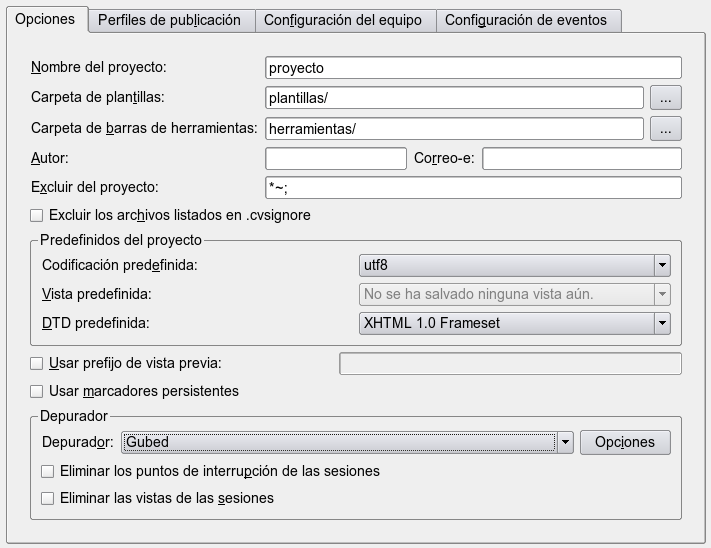 Opciones Perfiles de publicación Configuración del equipo Configuración de eventos
Nombre del proyecto: proyecto
Carpeta de plantillas: plantillas/ ...
Carpeta de barras de herramientas: herramientas/ ...
Autor: Correo-e:
Excluir del proyecto: *~;
Excluir los archivos listados en .cvsignore
Predefinidos del proyecto
Codificación predefinida: utf8
Vista predefinida: No se ha salvado ninguna vista aún.
DTD predefinida: XHTML 1.0 Frameset
Usar prefijo de vista previa:
Usar marcadores persistentes
Depurador
Depurador: Gubed Opciones
Eliminar los puntos de interrupción de las sesiones
Eliminar las vistas de las sesiones